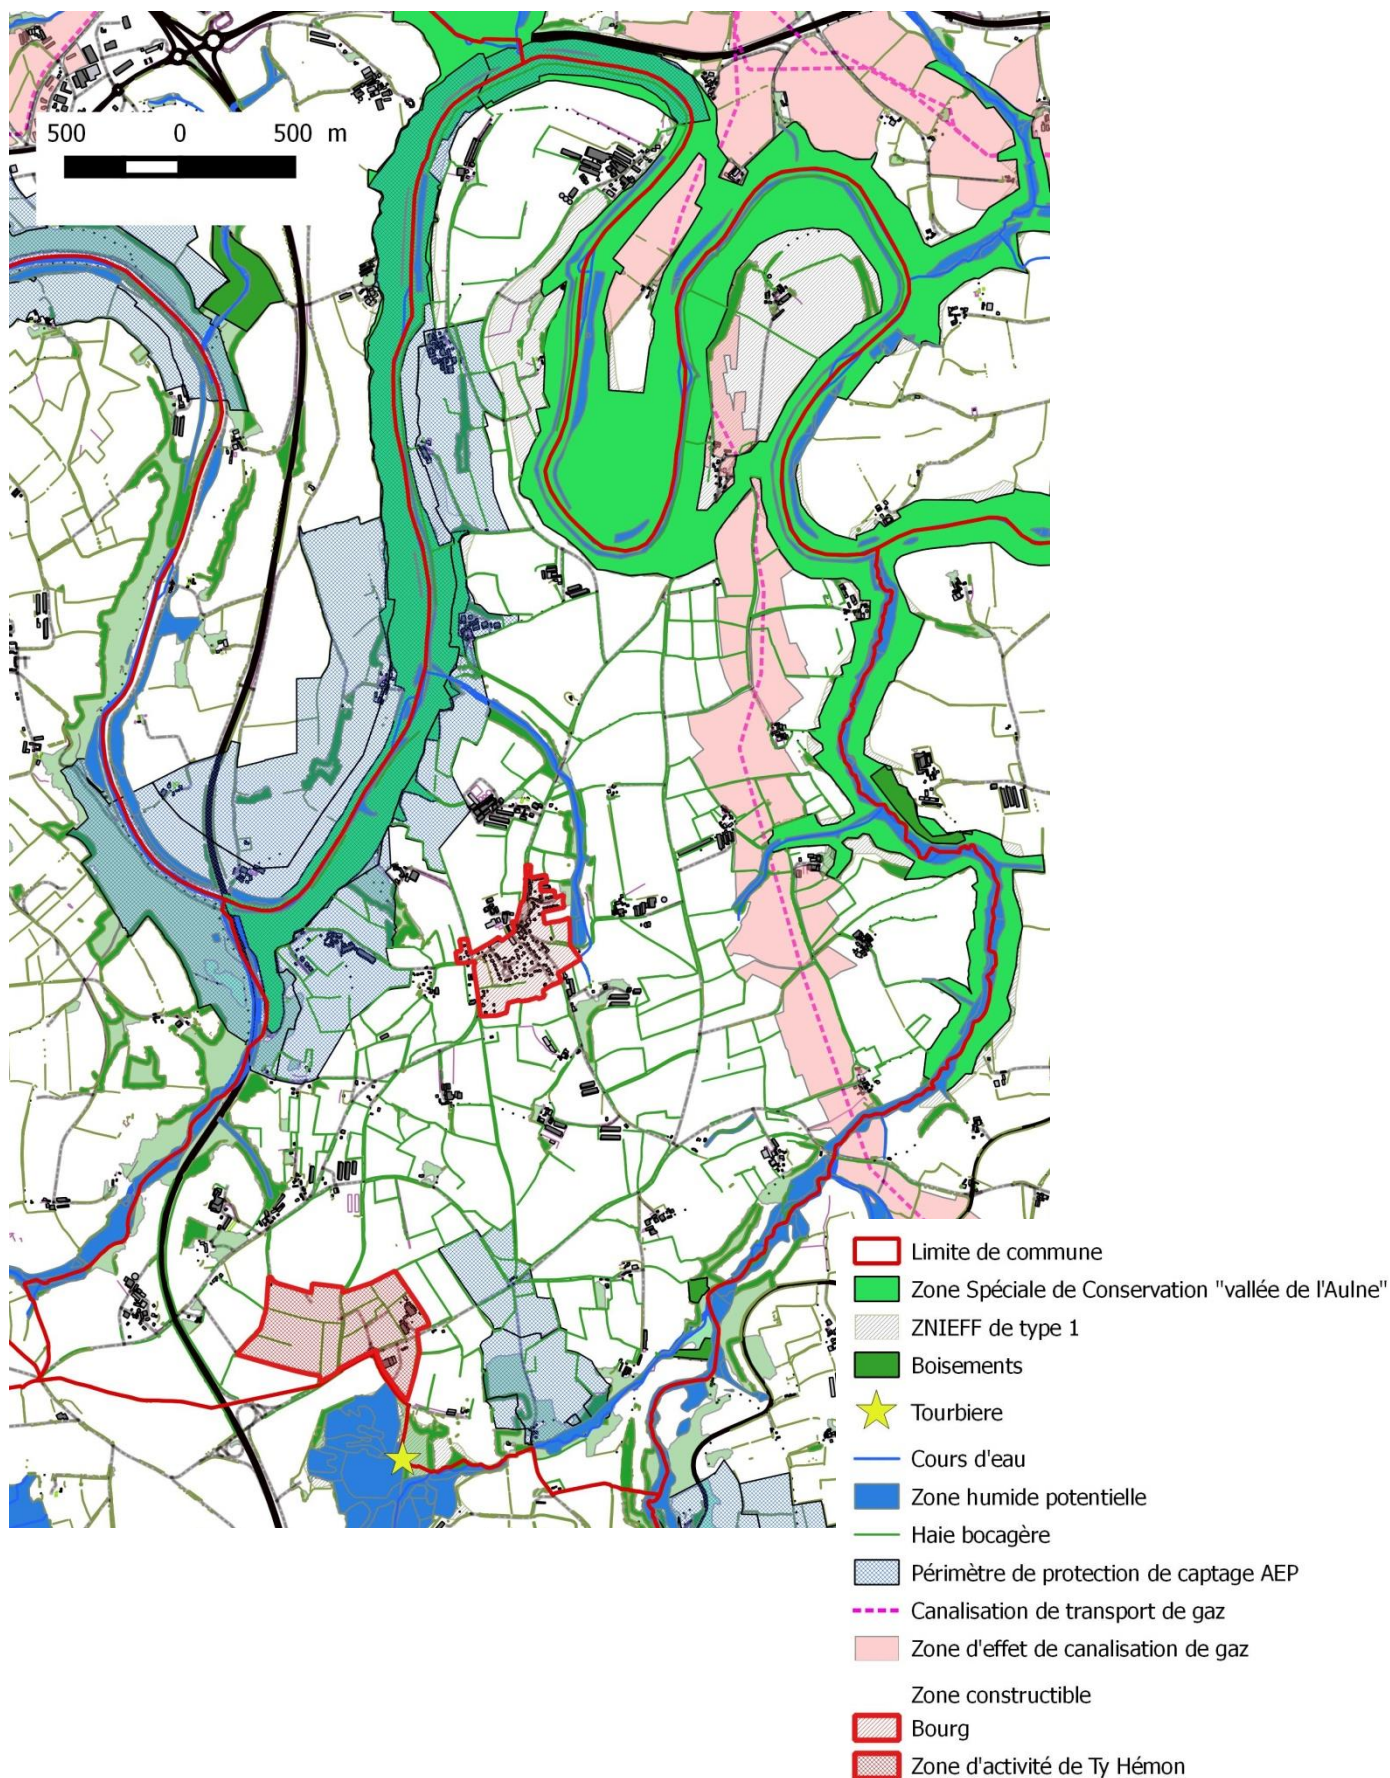 500 0 500 m
Limite de commune
Zone Spéciale de Conservation "vallée de l'Aulne"
ZNIEFF de type 1
Boisements
Tourbiere
Cours d'eau
Zone humide potentielle
Haie bocagère
Périmètre de protection de captage AEP
Canalisation de transport de gaz
Zone d'effet de canalisation de gaz
Zone constructible
Bourg
Zone d'activité de Ty Hémon